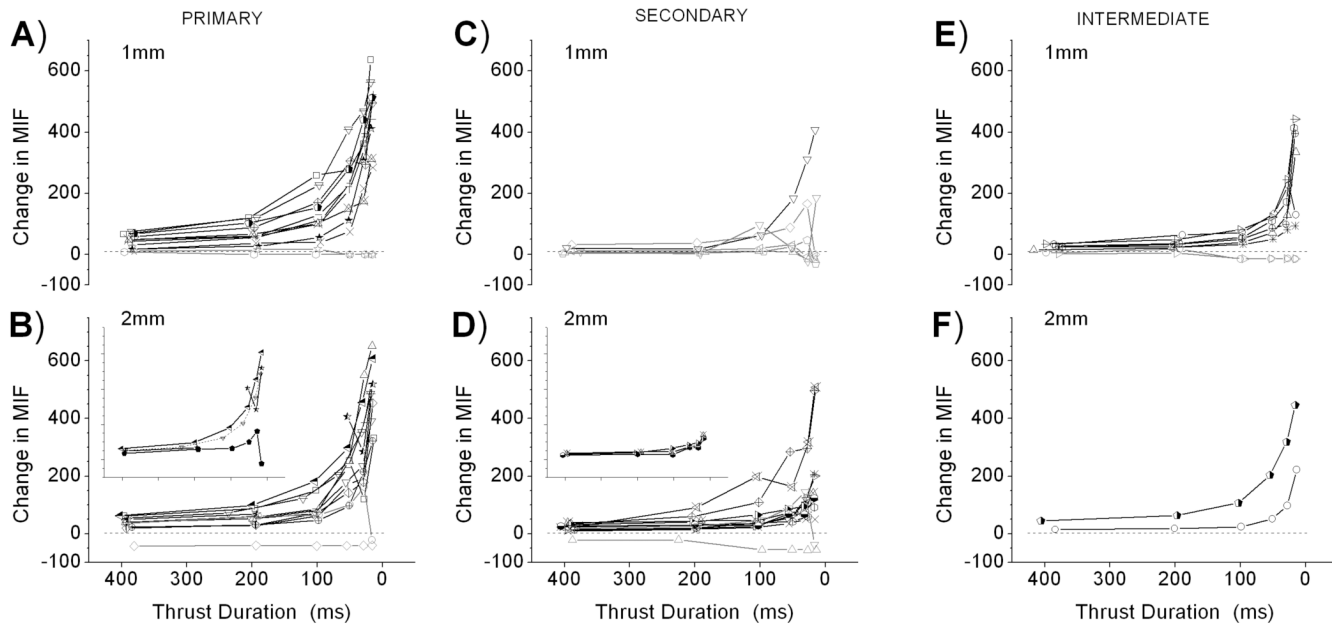 PRIMARY
SECONDARY
INTERMEDIATE
A)
1mm
Change in MIF
600
400
200
0
-100
C)
1mm
Change in MIF
600
400
200
0
-100
E)
1mm
Change in MIF
600
400
200
0
-100
B)
2mm
Change in MIF
600
400
200
0
-100
400 300 200 100 0
Thrust Duration (ms)
D)
2mm
Change in MIF
600
400
200
0
-100
400 300 200 100 0
Thrust Duration (ms)
F)
2mm
Change in MIF
600
400
200
0
-100
400 300 200 100 0
Thrust Duration (ms)